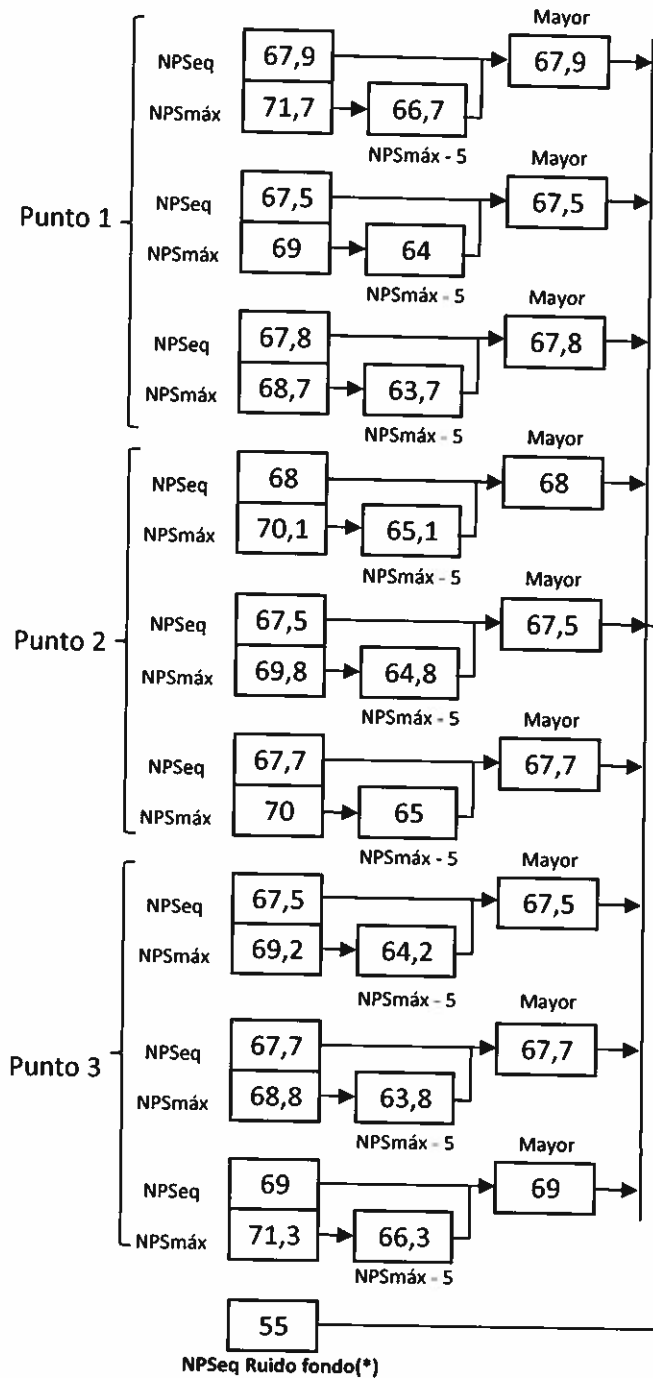 Mayor
NPSeq 67,9 67,9
NPSmáx 71,7 66,7
NPSmáx - 5
Mayor
NPSeq 67,5 67,5
Punto 1
NPSmáx 69 64
NPSmáx - 5
Mayor
NPSeq 67,8 67,8
NPSmáx 68,7 63,7
NPSmáx - 5
Mayor
NPSeq 68 68
NPSmáx 70,1 65,1
NPSmáx - 5
Mayor
NPSeq 67,5 67,5
Punto 2
NPSmáx 69,8 64,8
NPSmáx - 5
Mayor
NPSeq 67,7 67,7
NPSmáx 70 65
NPSmáx - 5
Mayor
NPSeq 67,5 67,5
NPSmáx 69,2 64,2
NPSmáx - 5
Mayor
NPSeq 67,7 67,7
Punto 3
NPSmáx 68,8 63,8
NPSmáx - 5
Mayor
NPSeq 69 69
NPSmáx 71,3 66,3
NPSmáx - 5
55
NPSeq Ruido fondo(*)